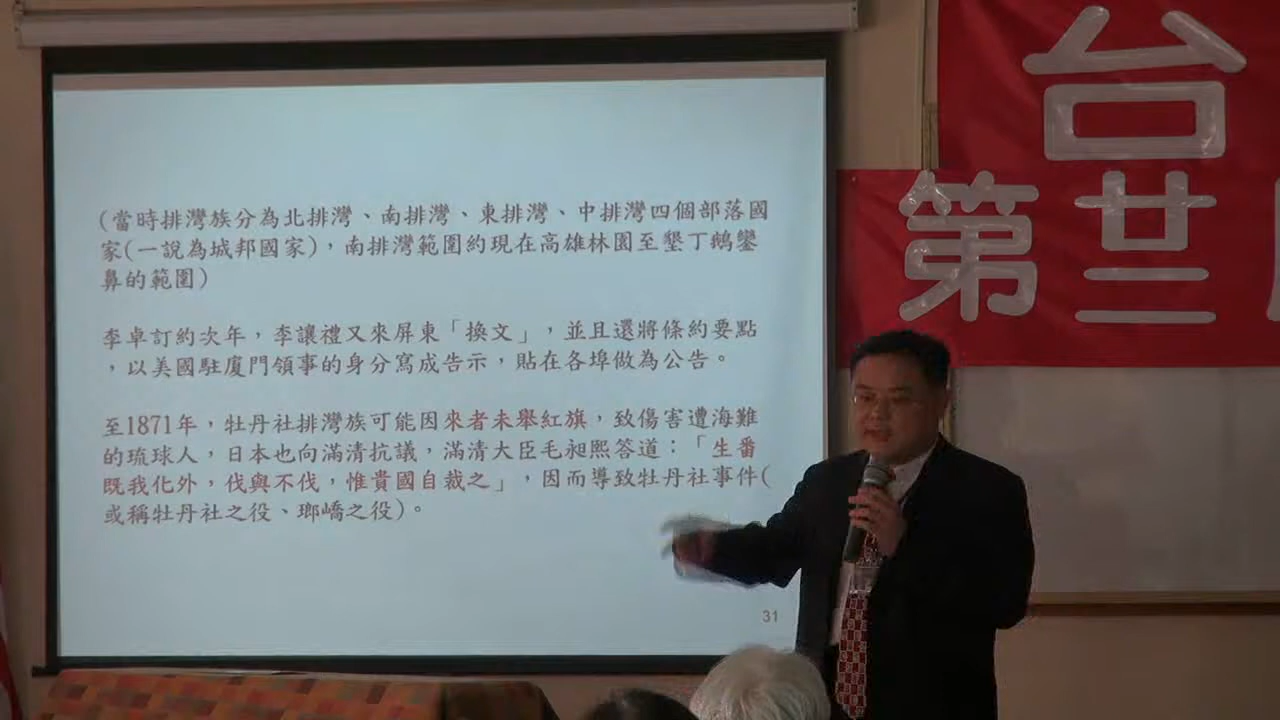 (當時排灣族分為北排灣、南排灣、東排灣、中排灣四個部落國
家(一說為城邦國家)，南排灣範圍約現在高雄林園至墾丁鵝鑾
鼻的範圍)
李卓訂約次年，李讓禮又來屏東「換文」，並且還將條約要點
，以美國駐廈門領事的身分寫成告示，貼在各埠做為公告。
至1871年，牡丹社排灣族可能因來者未舉紅旗，致傷害遭海難
的琉球人，日本也向滿清抗議，滿清大臣毛昶熙答道：「生番
既我化外，伐與不伐，惟貴國自裁之」，因而導致牡丹社事件(
或稱牡丹社之役、瑯嶠之役)。
31
台
第廿二